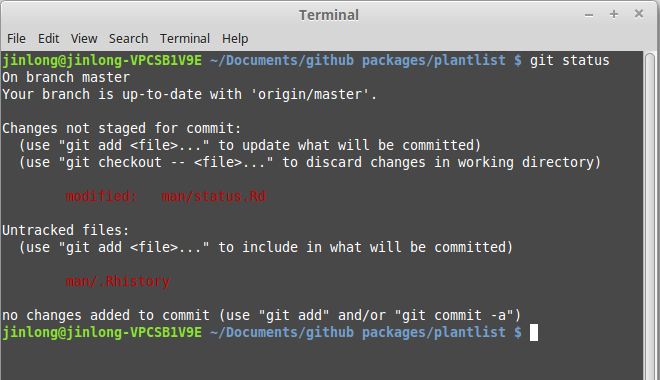 Terminal
File Edit View Search Terminal Help
jinlong@jinlong-VPCSB1V9E ~/Documents/github packages/plantlist $ git status
On branch master
Your branch is up-to-date with 'origin/master'.
Changes not staged for commit:
(use "git add <file>..." to update what will be committed)
(use "git checkout -- <file>..." to discard changes in working directory)
modified: man/status.Rd
Untracked files:
(use "git add <file>..." to include in what will be committed)
man/.Rhistory
no changes added to commit (use "git add" and/or "git commit -a")
jinlong@jinlong-VPCSB1V9E ~/Documents/github packages/plantlist $